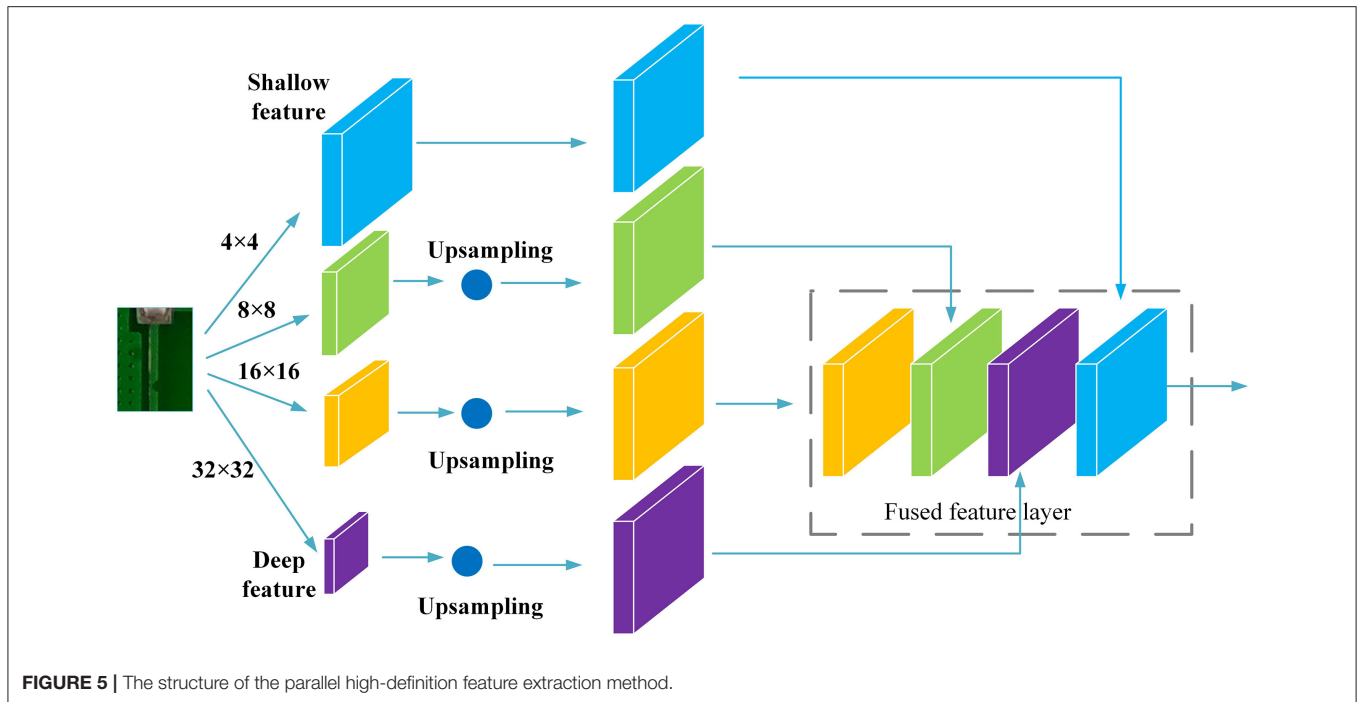 Shallow
feature
4×4
Upsampling
8×8
16×16
Upsampling
32×32
Fused feature layer
Deep
feature
Upsampling
FIGURE 5 | The structure of the parallel high-definition feature extraction method.